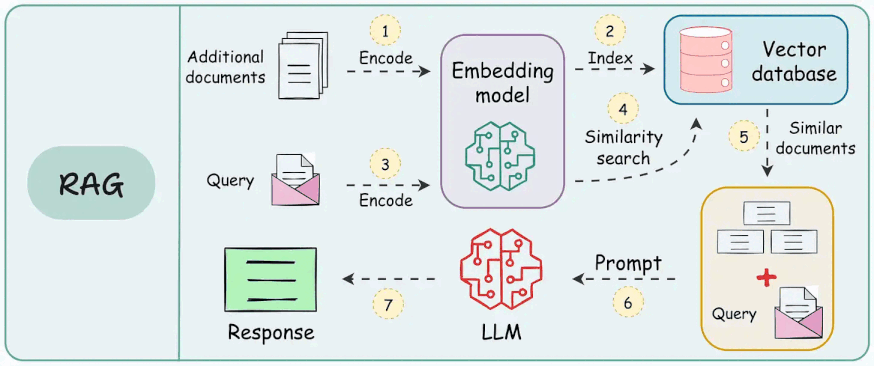 RAG
Additional
documents
1
Encode
Embedding
model
2
Index
Vector
database
Query
3
Encode
4
Similarity
search
5
Similar
documents
Query
Prompt
6
LLM
7
Response